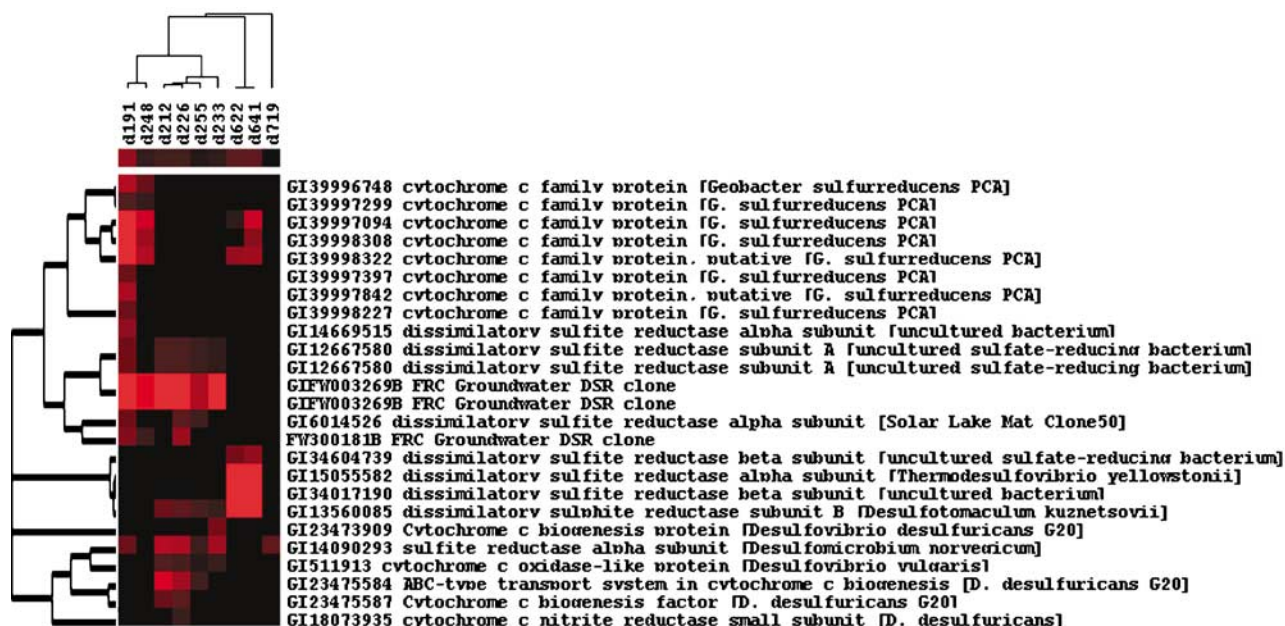 d191
d248
d212
d226
d255
d233
d622
d641
d719
GI39996748 cytochrome c family protein [Geobacter sulfurreducens PCA]
GI39997299 cytochrome c family protein [G. sulfurreducens PCA]
GI39997094 cytochrome c family protein [G. sulfurreducens PCA]
GI39998308 cytochrome c family protein [G. sulfurreducens PCA]
GI39998322 cytochrome c family protein, putative [G. sulfurreducens PCA]
GI39997397 cytochrome c family protein [G. sulfurreducens PCA]
GI39997842 cytochrome c family protein, putative [G. sulfurreducens PCA]
GI39998227 cytochrome c family protein [G. sulfurreducens PCA]
GI14669515 dissimilatory sulfite reductase alpha subunit [uncultured bacterium]
GI12667580 dissimilatory sulfite reductase subunit A [uncultured sulfate-reducing bacterium]
GI12667580 dissimilatory sulfite reductase subunit A [uncultured sulfate-reducing bacterium]
GIFW003269B FRC Groundwater DSR clone
GIFW003269B FRC Groundwater DSR clone
GI6014526 dissimilatory sulfite reductase alpha subunit [Solar Lake Mat Clone50]
FW300181B FRC Groundwater DSR clone
GI34604739 dissimilatory sulfite reductase beta subunit [uncultured sulfate-reducing bacterium]
GI15055582 dissimilatory sulfite reductase alpha subunit [Thermodesulfovibrio yellowstonii]
GI34017190 dissimilatory sulfite reductase beta subunit [uncultured bacterium]
GI13560085 dissimilatory sulphite reductase subunit B [Desulfotomaculum kuznetsovii]
GI23473909 Cytochrome c biogenesis protein [Desulfovibrio desulfuricans G20]
GI14090293 sulfite reductase alpha subunit [Desulfomicrobium norvegicum]
GI511913 cytochrome c oxidase-like protein [Desulfovibrio vulgaris]
GI23475584 ABC-type transport system in cytochrome c biogenesis [D. desulfuricans G20]
GI23475587 Cytochrome c biogenesis factor [D. desulfuricans G20]
GI18073935 cytochrome c nitrite reductase small subunit [D. desulfuricans]